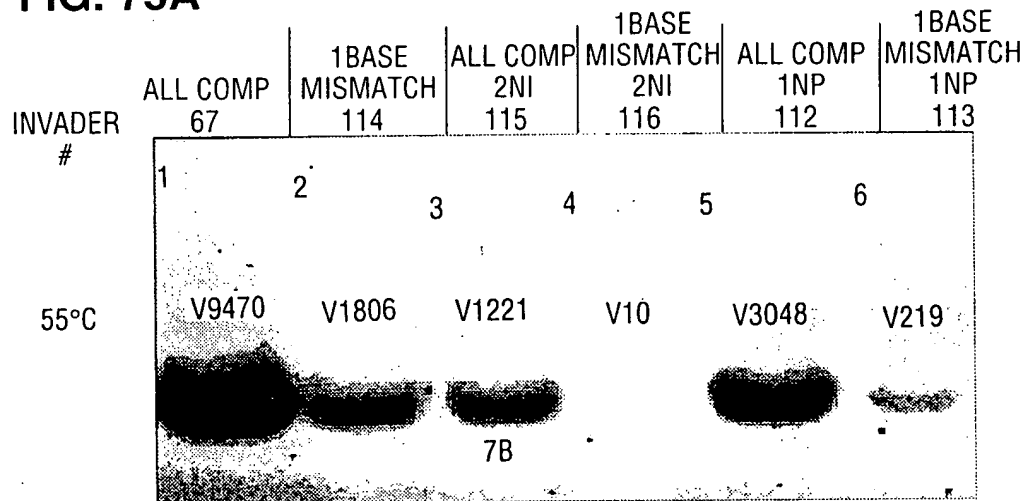 FIG. 73A
INVADER #
ALL COMP 67
1BASE MISMATCH 114
ALL COMP 2NI 115
1BASE MISMATCH 2NI 116
ALL COMP 1NP 112
1BASE MISMATCH 1NP 113
1 2 3 4 5 6
55°C V9470 V1806 V1221 V10 V3048 V219
7B